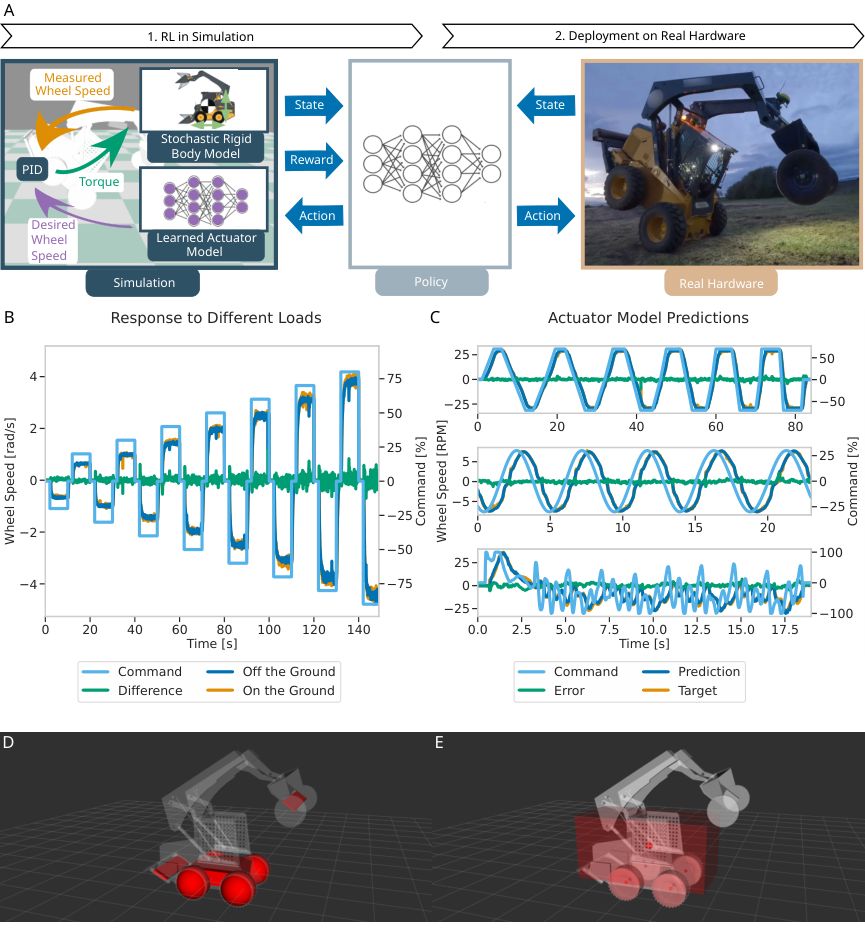 A
1. RL in Simulation
2. Deployment on Real Hardware
Measured
Wheel Speed
Stochastic Rigid
Body Model
PID
Torque
Desired
Wheel
Speed
Learned Actuator
Model
Simulation
State
Reward
Action
Policy
State
Action
Real Hardware
B
Response to Different Loads
Wheel Speed [rad/s]
4
2
0
−2
−4
75
50
25
0
−25
−50
−75
Command [%]
0 20 40 60 80 100 120 140
Time [s]
Command
Off the Ground
Difference
On the Ground
C
Actuator Model Predictions
Wheel Speed [RPM]
Command [%]
25
0
−25
50
0
−50
0 20 40 60 80
5
0
−5
25
0
−25
0 5 10 15 20
25
0
−25
100
0
−100
0.0 2.5 5.0 7.5 10.0 12.5 15.0 17.5
Time [s]
Command
Prediction
Error
Target
D
E